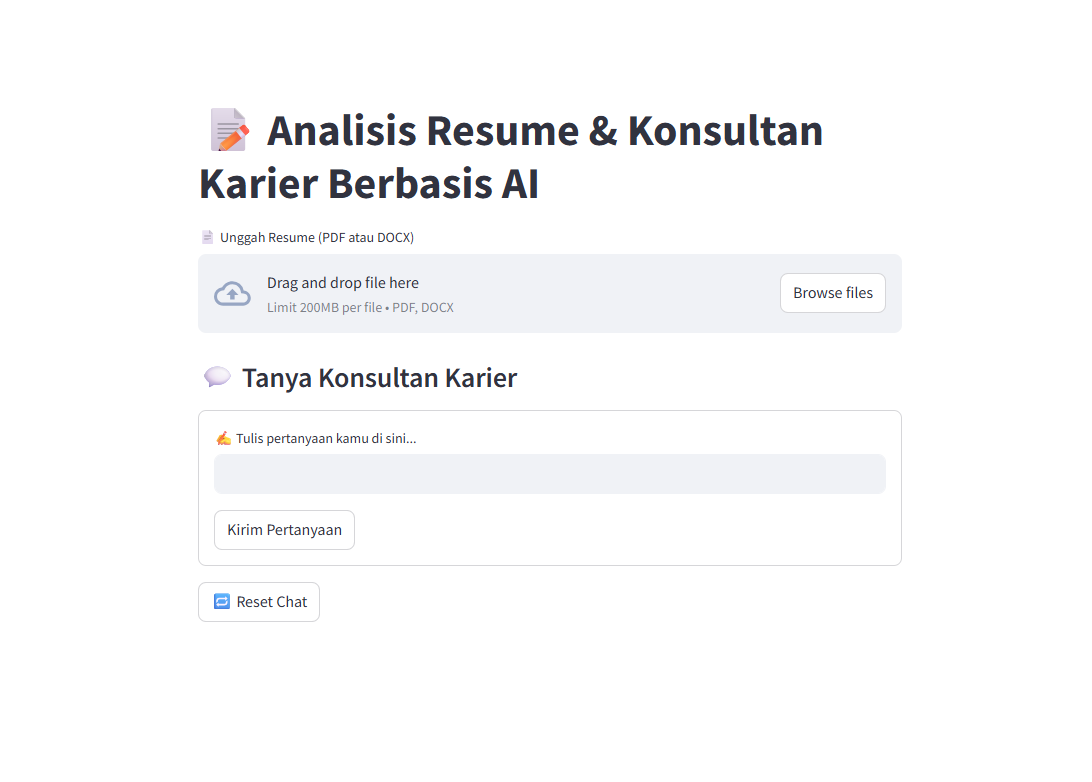 📝 Analisis Resume & Konsultan
Karier Berbasis AI
📄 Unggah Resume (PDF atau DOCX)
Drag and drop file here
Limit 200MB per file • PDF, DOCX
Browse files
💬 Tanya Konsultan Karier
✍️ Tulis pertanyaan kamu di sini...
Kirim Pertanyaan
🔁 Reset Chat